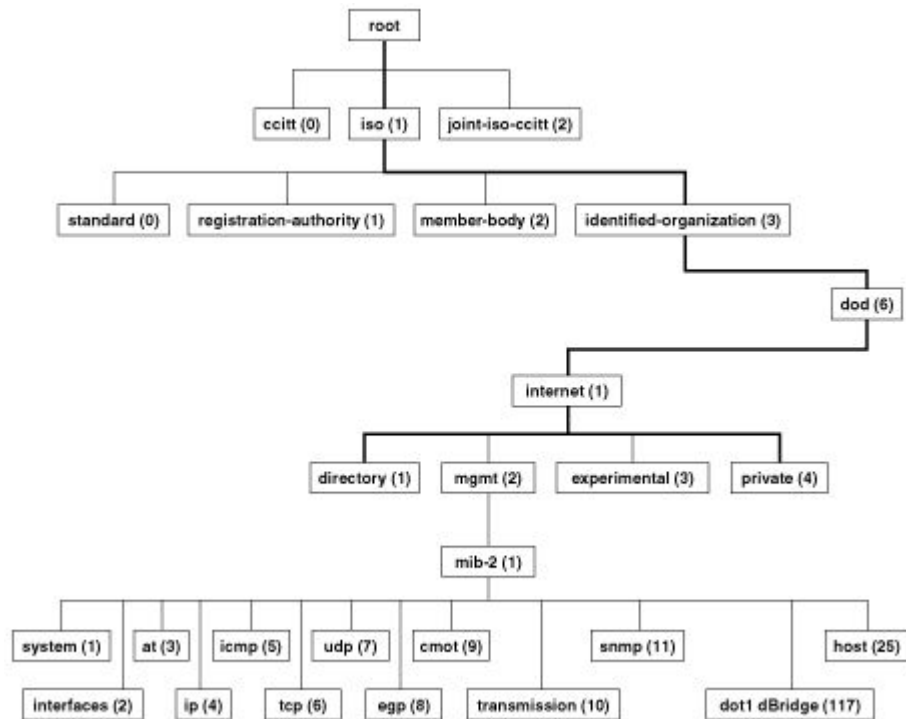 root
ccitt (0) iso (1) joint-iso-ccitt (2)
standard (0) registration-authority (1) member-body (2) identified-organization (3)
dod (6)
internet (1)
directory (1) mgmt (2) experimental (3) private (4)
mib-2 (1)
system (1) at (3) icmp (5) udp (7) cmot (9) snmp (11) host (25)
interfaces (2) ip (4) tcp (6) egp (8) transmission (10) dot1 dBridge (117)